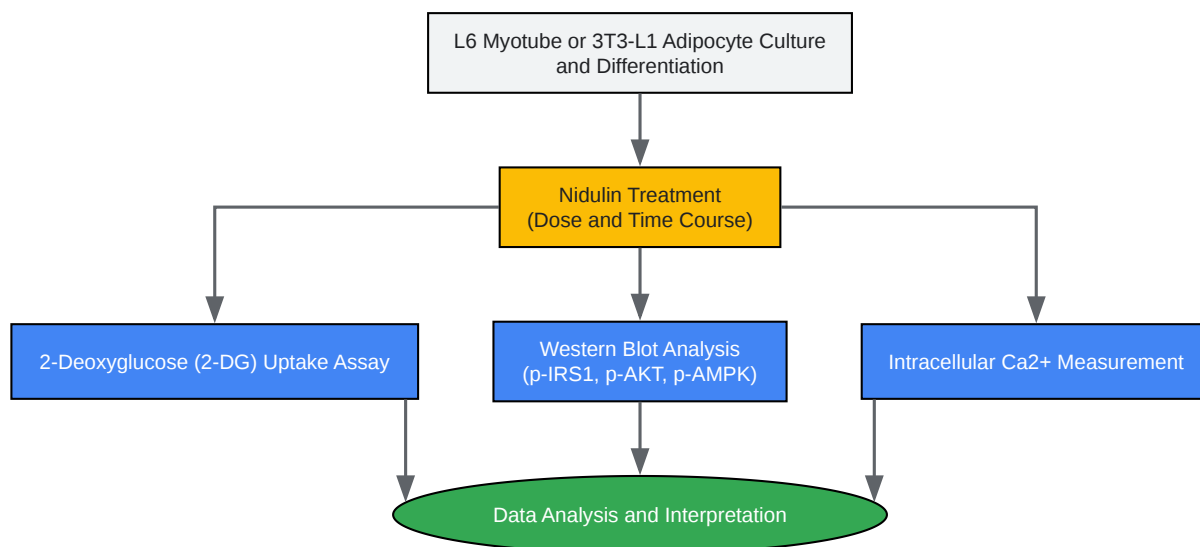 L6 Myotube or 3T3-L1 Adipocyte Culture
and Differentiation
Nidulin Treatment
(Dose and Time Course)
2-Deoxyglucose (2-DG) Uptake Assay
Western Blot Analysis
(p-IRS1, p-AKT, p-AMPK)
Intracellular Ca2+ Measurement
Data Analysis and Interpretation